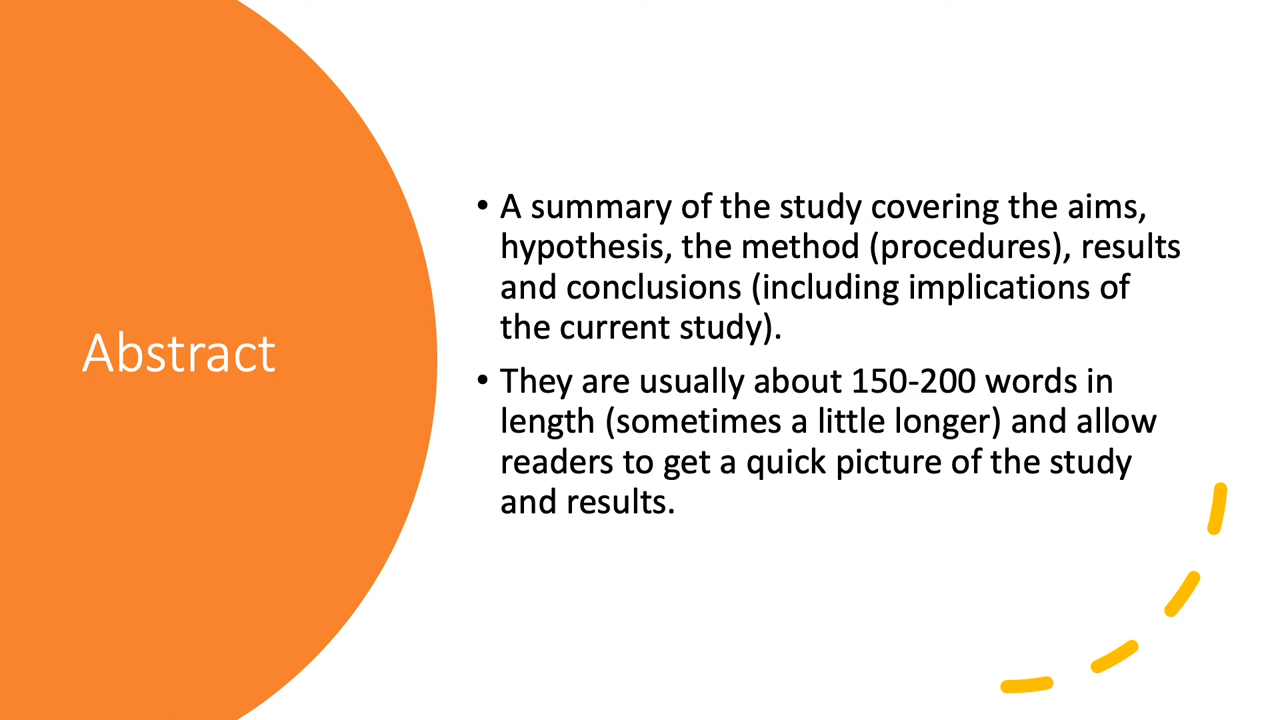 Abstract
• A summary of the study covering the aims,
hypothesis, the method (procedures), results
and conclusions (including implications of
the current study).
• They are usually about 150-200 words in
length (sometimes a little longer) and allow
readers to get a quick picture of the study
and results.